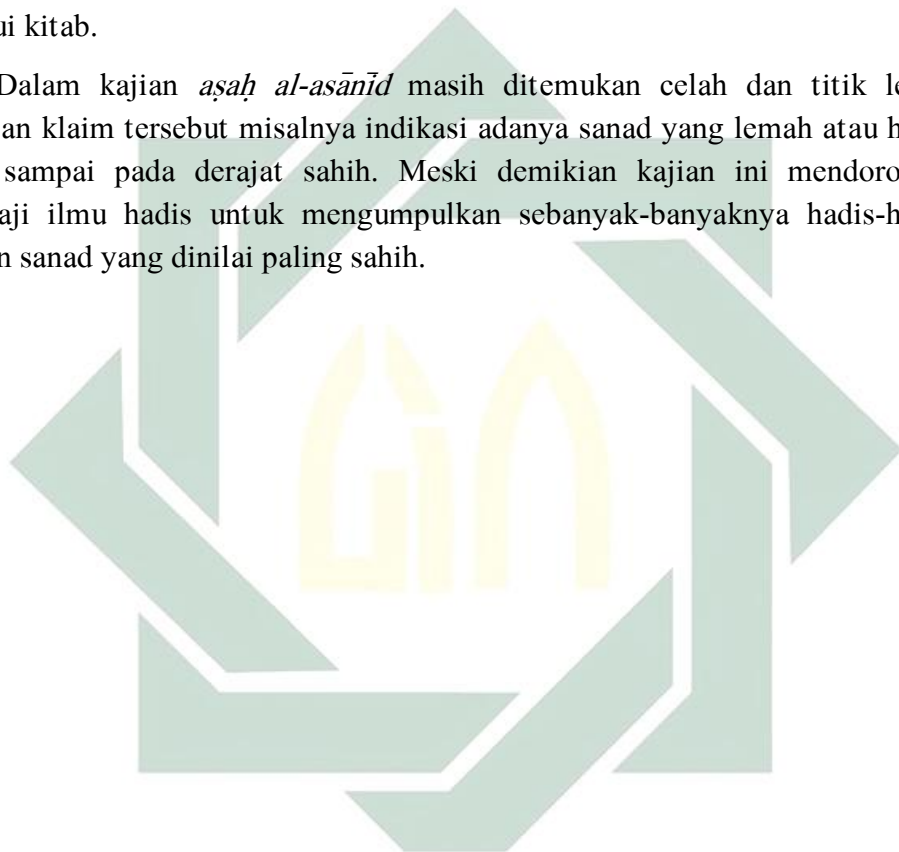 ui kitab.
Dalam kajian aṣaḥ al-asānīd masih ditemukan celah dan titik le
an klaim tersebut misalnya indikasi adanya sanad yang lemah atau h
sampai pada derajat sahih. Meski demikian kajian ini mendoro
aji ilmu hadis untuk mengumpulkan sebanyak-banyaknya hadis-h
n sanad yang dinilai paling sahih.